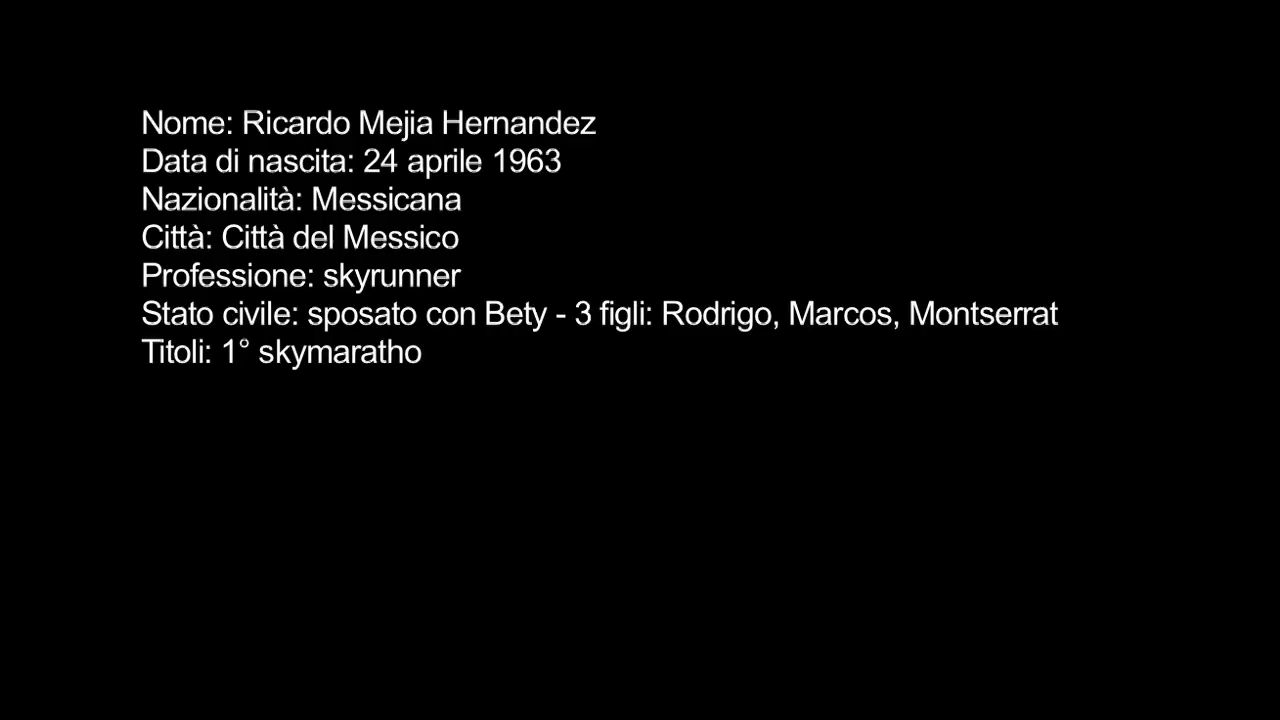 Nome: Ricardo Mejia Hernandez
Data di nascita: 24 aprile 1963
Nazionalità: Messicana
Città: Città del Messico
Professione: skyrunner
Stato civile: sposato con Bety - 3 figli: Rodrigo, Marcos, Montserrat
Titoli: 1° skymaratho